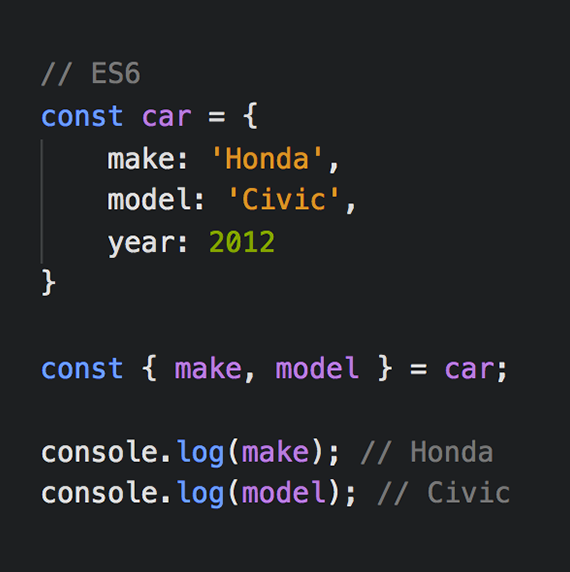 // ES6
const car = {
    make: 'Honda',
    model: 'Civic',
    year: 2012
}

const { make, model } = car;

console.log(make); // Honda
console.log(model); // Civic